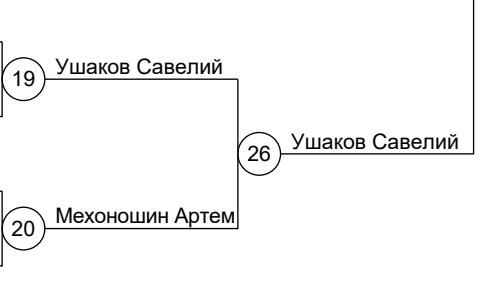 19 Ушаков Савелий
26 Ушаков Савелий
20 Мехоношин Артем